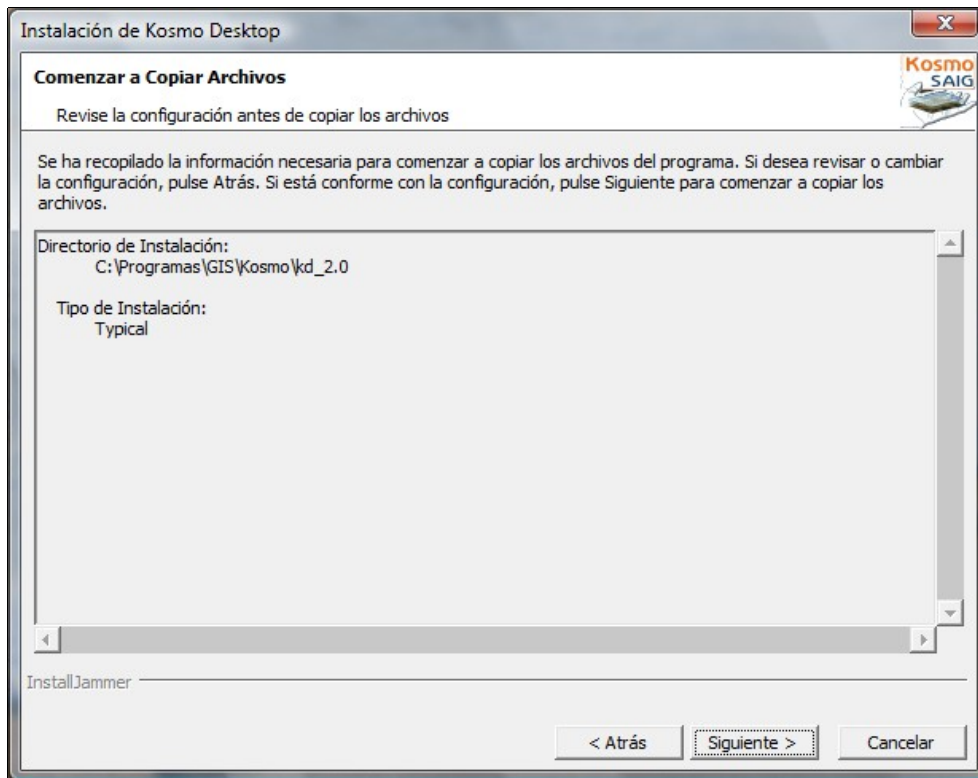 Instalación de Kosmo Desktop
Comenzar a Copiar Archivos
Kosmo
SAIG
Revise la configuración antes de copiar los archivos
Se ha recopilado la información necesaria para comenzar a copiar los archivos del programa. Si desea revisar o cambiar
la configuración, pulse Atrás. Si está conforme con la configuración, pulse Siguiente para comenzar a copiar los
archivos.
Directorio de Instalación:
C:\Programas\GIS\Kosmo\kd_2.0
Tipo de Instalación:
Typical
InstallJammer
< Atrás
Siguiente >
Cancelar